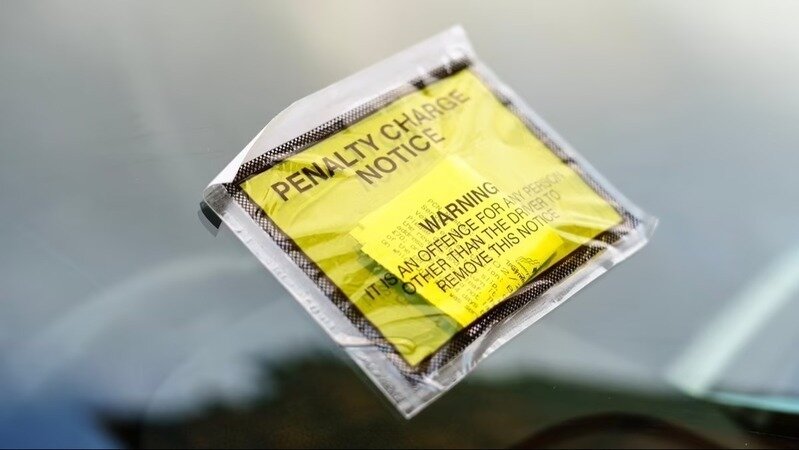 PENALTY CHARGE
NOTICE
WARNING
IT IS AN OFFENCE FOR ANY PERSON
OTHER THAN THE DRIVER TO
REMOVE THIS NOTICE